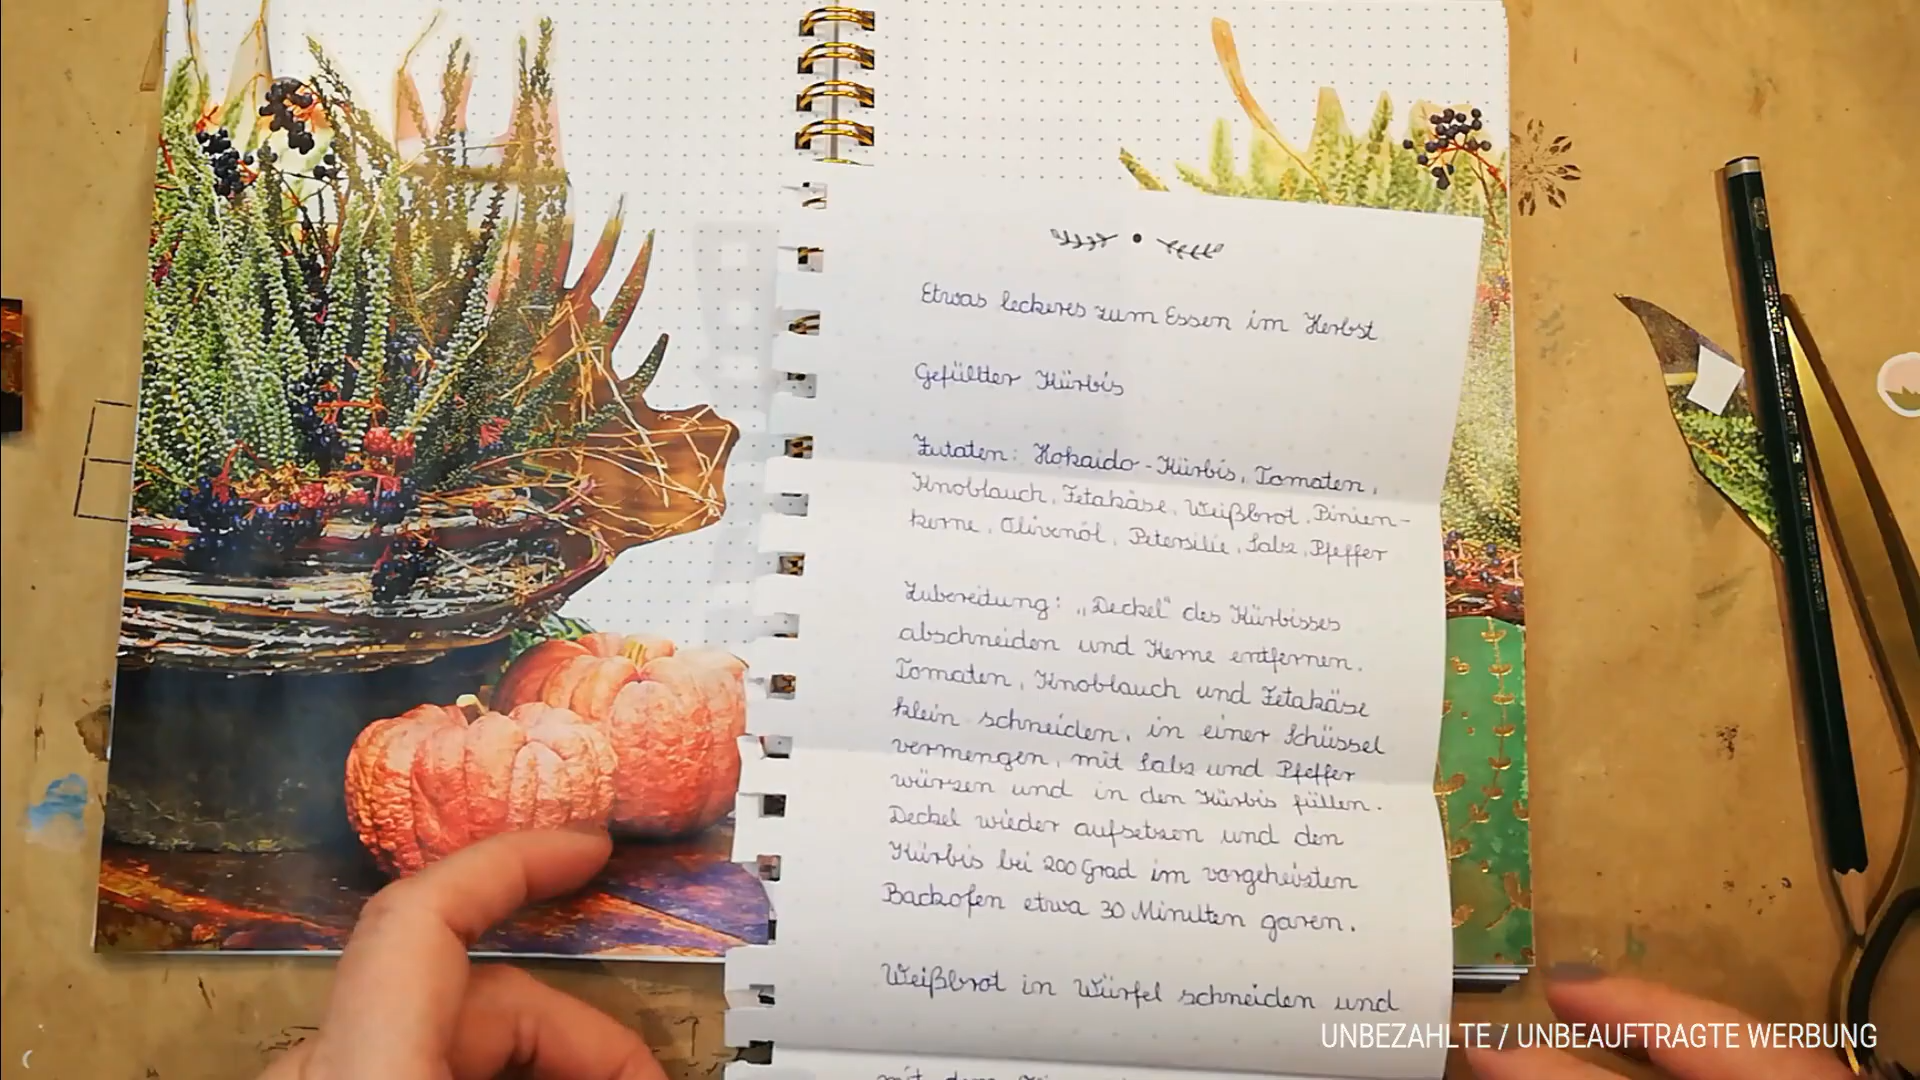 Etwas leckeres zum Essen im Herbst
Gefüllter Kürbis
Zutaten: Hokaido-Kürbis, Tomaten,
Knoblauch, Fetakäse, Weißbrot, Pinien-
kerne, Olivenöl, Petersilie, Salz, Pfeffer
Zubereitung: „Deckel“ des Kürbisses
abschneiden und Kerne entfernen.
Tomaten, Knoblauch und Fetakäse
klein schneiden, in einer Schüssel
vermengen, mit Salz und Pfeffer
würzen und in den Kürbis füllen.
Deckel wieder aufsetzen und den
Kürbis bei 200 Grad im vorgeheizten
Backofen etwa 30 Minuten garen.
Weißbrot in Würfel schneiden und
mit dem
UNBEZAHLTE / UNBEAUFTRAGTE WERBUNG